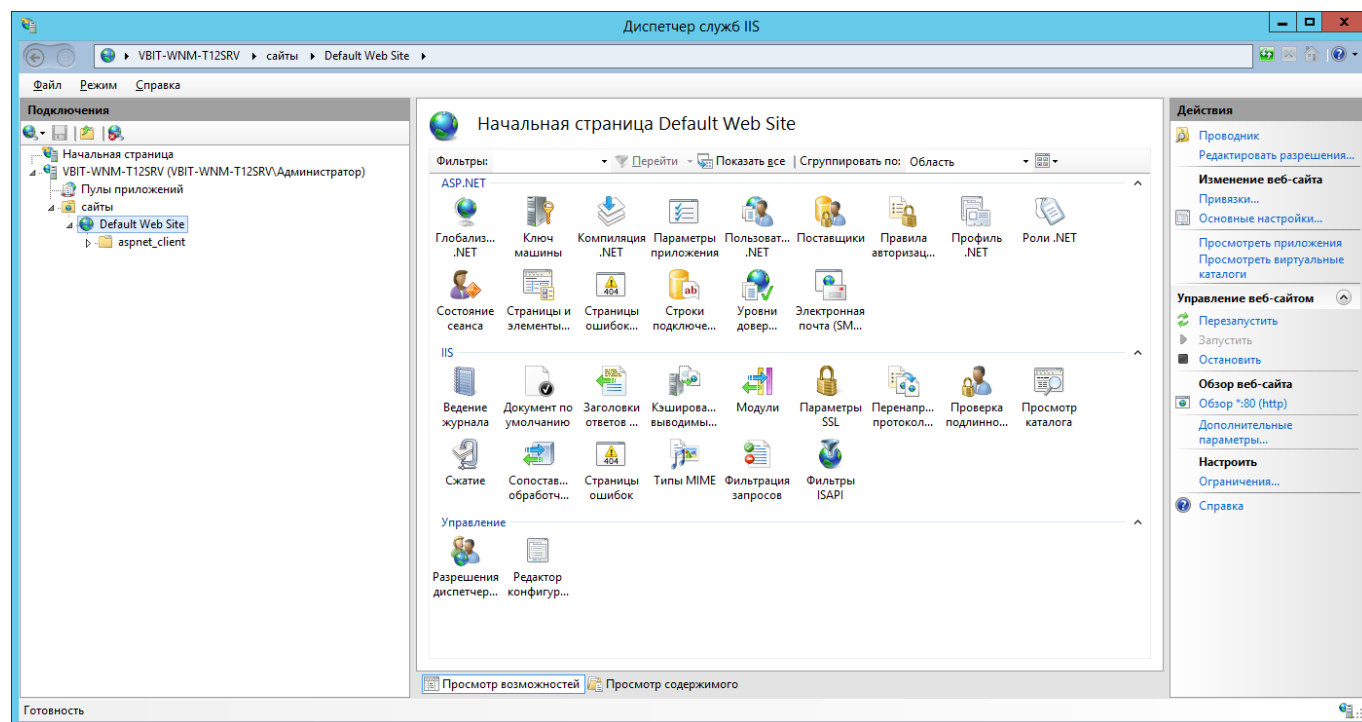 Диспетчер служб IIS
VBIT-WNM-T12SRV сайты Default Web Site
Файл Режим Справка
Подключения
Начальная страница
VBIT-WNM-T12SRV (VBIT-WNM-T12SRV\Администратор)
Пулы приложений
сайты
Default Web Site
aspnet_client
Начальная страница Default Web Site
Фильтры: Перейти Показать все Сгруппировать по: Область
ASP.NET
Глобализ... Ключ Компиляция Параметры Пользоват... Поставщики Правила Профиль Роли .NET
.NET машины .NET приложения .NET авторизац... .NET
Состояние Страницы и Страницы Строки Уровни Электронная
сеанса элементы... ошибок... подключе... довер... почта (SM...
IIS
Ведение Документ по Заголовки Кэширова... Модули Параметры Перенапр... Проверка Просмотр
журнала умолчанию ответов ... выводимы... SSL протокол... подлинно... каталога
Сжатие Сопостав... Страницы Типы MIME Фильтрация Фильтры
обработч... ошибок запросов ISAPI
Управление
Разрешения Редактор
диспетчер... конфигур...
Просмотр возможностей Просмотр содержимого
Действия
Проводник
Редактировать разрешения...
Изменение веб-сайта
Привязки...
Основные настройки...
Просмотреть приложения
Просмотреть виртуальные
каталоги
Управление веб-сайтом
Перезапустить
Запустить
Остановить
Обзор веб-сайта
Обзор *:80 (http)
Дополнительные
параметры...
Настроить
Ограничения...
Справка
Готовность